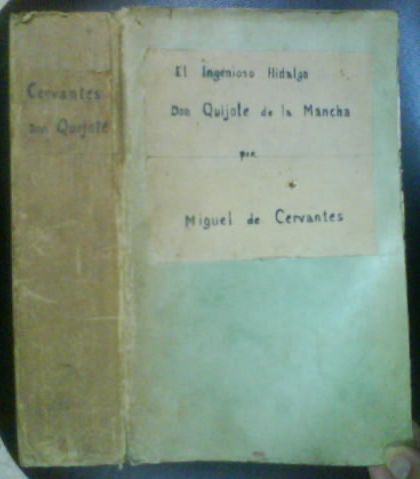 Cervantes
Don Quijote
El Ingenioso Hidalgo
Don Quijote de la Mancha
por
Miguel de Cervantes